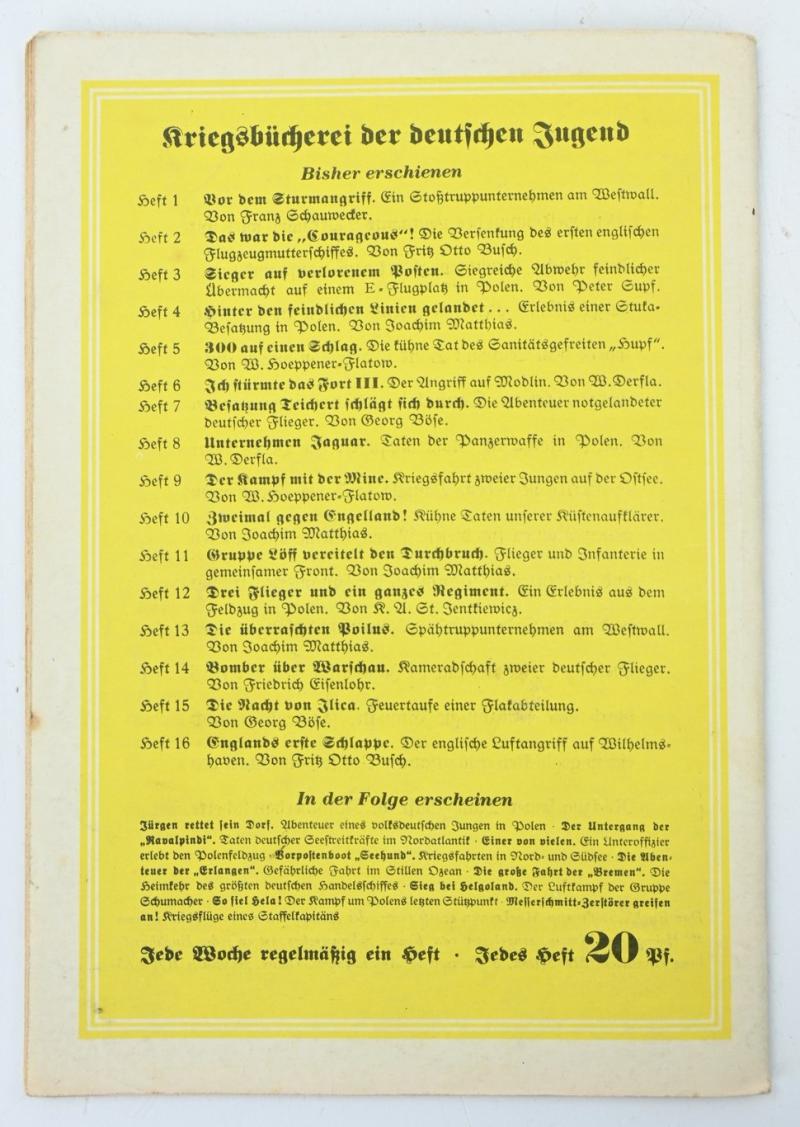 Kriegsbücherei der deutschen Jugend
Bisher erschienen
Heft 1 Vor dem Sturmangriff. Ein Stoßtruppunternehmen am Westwall.
Von Franz Schauwecker.
Heft 2 Das war die „Courageous“! Die Versenkung des ersten englischen
Flugzeugmutterschiffes. Von Fritz Otto Busch.
Heft 3 Sieger auf verlorenem Posten. Siegreiche Abwehr feindlicher
Übermacht auf einem E-Flugplatz in Polen. Von Peter Supf.
Heft 4 Hinter den feindlichen Linien gelandet... Erlebnis einer Stuka-
Besatzung in Polen. Von Joachim Matthias.
Heft 5 300 auf einen Schlag. Die kühne Tat des Sanitätsgefreiten „Hupf“.
Von W. Hoeppener-Flatow.
Heft 6 Ich stürmte das Fort III. Der Angriff auf Modlin. Von W. Derfla.
Heft 7 Besatzung Teichert schlägt sich durch. Die Abenteuer notgelandeter
deutscher Flieger. Von Georg Böse.
Heft 8 Unternehmen Jaguar. Taten der Panzerwaffe in Polen. Von
W. Derfla.
Heft 9 Der Kampf mit der Mine. Kriegsfahrt zweier Jungen auf der Ostsee.
Von W. Hoeppener-Flatow.
Heft 10 Zweimal gegen Engelland! Kühne Taten unserer Küstenaufklärer.
Von Joachim Matthias.
Heft 11 Gruppe Löff vereitelt den Durchbruch. Flieger und Infanterie in
gemeinsamer Front. Von Joachim Matthias.
Heft 12 Drei Flieger und ein ganzes Regiment. Ein Erlebnis aus dem
Feldzug in Polen. Von K. A. St. Jentkiewicz.
Heft 13 Die überraschten Poilus. Spähtruppunternehmen am Westwall.
Von Joachim Matthias.
Heft 14 Bomber über Warschau. Kameradschaft zweier deutscher Flieger.
Von Friedrich Eisenlohr.
Heft 15 Die Nacht von Ilica. Feuertaufe einer Flakabteilung.
Von Georg Böse.
Heft 16 Englands erste Schlappe. Der englische Luftangriff auf Wilhelms-
haven. Von Fritz Otto Busch.
In der Folge erscheinen
Jürgen rettet sein Dorf. Abenteuer eines volksdeutschen Jungen in Polen · Der Untergang der
„Rawalpindi“. Taten deutscher Seestreitkräfte im Nordatlantik · Einer von vielen. Ein Unteroffizier
erlebt den Polenfeldzug · Vorpostenboot „Seehund“. Kriegsfahrten in Nord- und Südsee · Die Aben-
teuer der „Erlangen“. Gefährliche Fahrt im Stillen Ozean · Die große Fahrt der „Bremen“. Die
Heimkehr des größten deutschen Handelsschiffes · Sieg bei Helgoland. Der Luftkampf der Gruppe
Schumacher · So fiel Hela! Der Kampf um Polens letzten Stützpunkt · Messerschmitt-Zerstörer greifen
an! Kriegsflüge eines Staffelkapitäns
Jede Woche regelmäßig ein Heft · Jedes Heft 20 Pf.